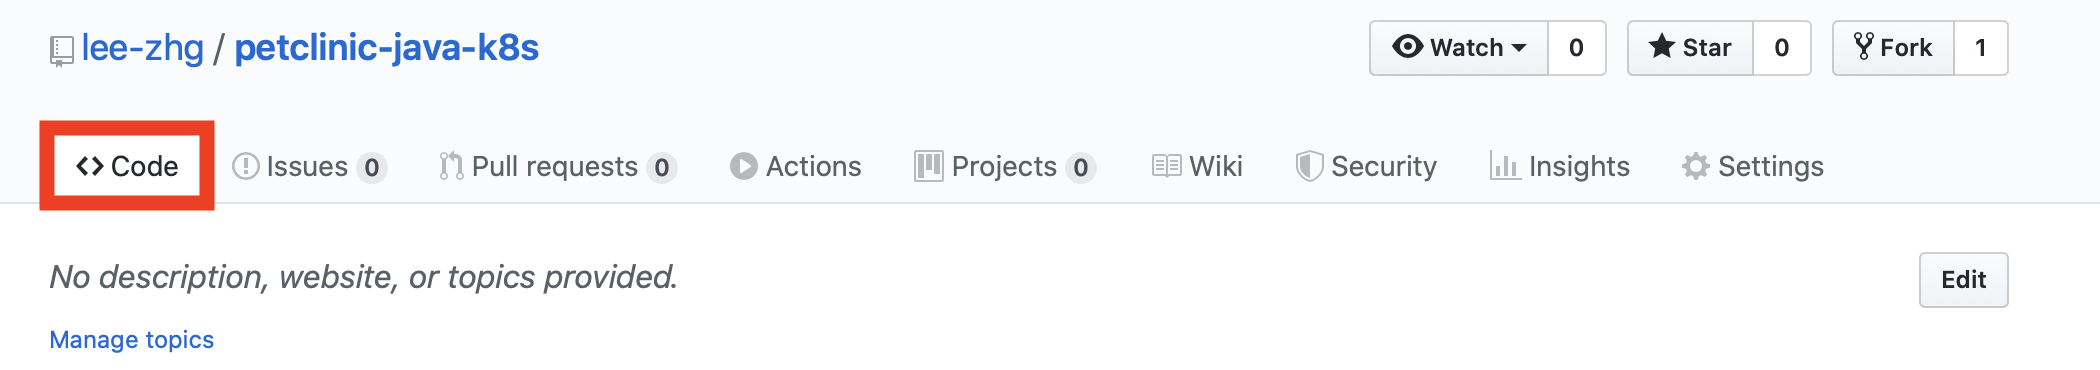 lee-zhg / petclinic-java-k8s Watch 0 Star 0 Fork 1
<> Code Issues 0 Pull requests 0 Actions Projects 0 Wiki Security Insights Settings
No description, website, or topics provided. Edit
Manage topics